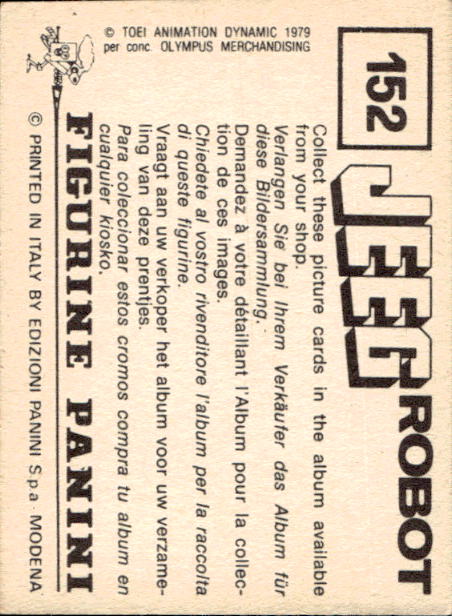 152
JEEG ROBOT
Collect these picture cards in the album available
from your shop.
Verlangen Sie bei Ihrem Verkäufer das Album für
diese Bildersammlung.
Demandez à votre détaillant l'Album pour la collec-
tion de ces images.
Chiedete al vostro rivenditore l'album per la raccolta
di queste figurine.
Vraagt aan uw verkoper het album voor uw verzame-
ling van deze prentjes.
Para coleccionar estos cromos compra tu album en
cualquier kiosko.
© TOEI ANIMATION DYNAMIC 1979
per conc. OLYMPUS MERCHANDISING
FIGURINE PANINI
© PRINTED IN ITALY BY EDIZIONI PANINI S.p.a - MODENA